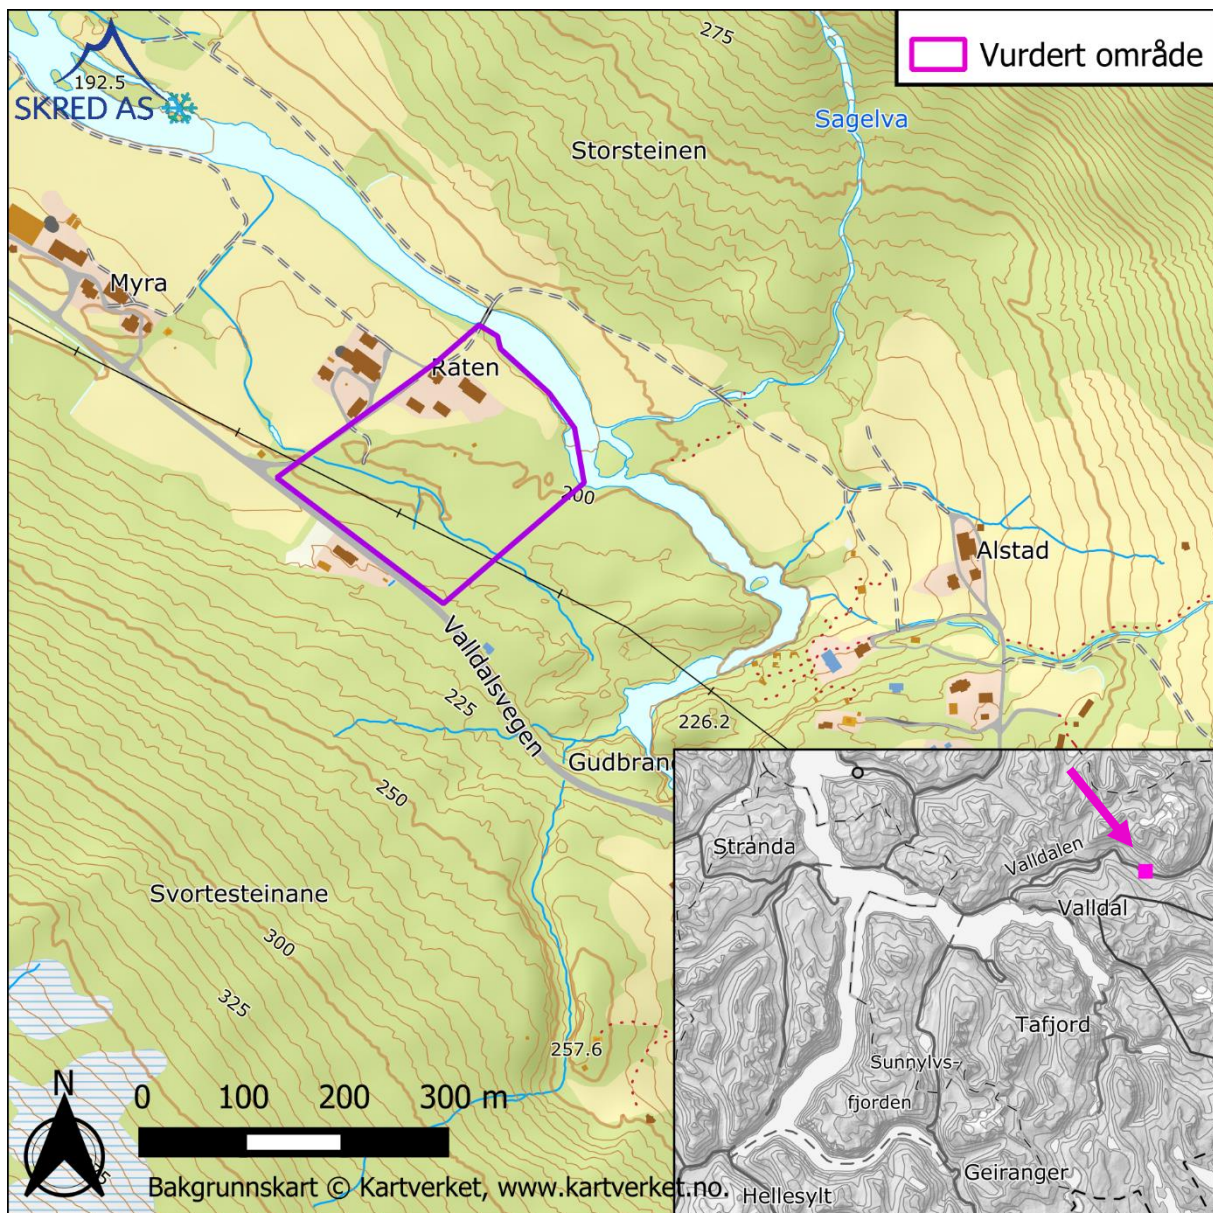 275
Vurdert område
192.5
SKRED AS
Sagelva
Storsteinen
Myra
Raten
200
Alstad
Valldalsvegen
225
226.2
Gudbran
250
Svortesteinane
300
325
257.6
N
0 100 200 300 m
Bakgrunnskart © Kartverket, www.kartverket.no.
Stranda
Valldalen
Valldal
Tafjord
Sunnylvs-
fjorden
Geiranger
Hellesylt